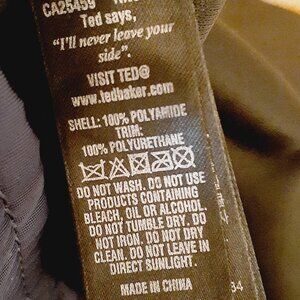 CA25459
Ted says,
"I'll never leave your
side".
VISIT TED@
www.tedbaker.com
SHELL: 100% POLYAMIDE
TRIM:
100% POLYURETHANE
DO NOT WASH. DO NOT USE
PRODUCTS CONTAINING
BLEACH, OIL OR ALCOHOL.
DO NOT TUMBLE DRY. DO
NOT IRON. DO NOT DRY
CLEAN. DO NOT LEAVE IN
DIRECT SUNLIGHT.
MADE IN CHINA
34